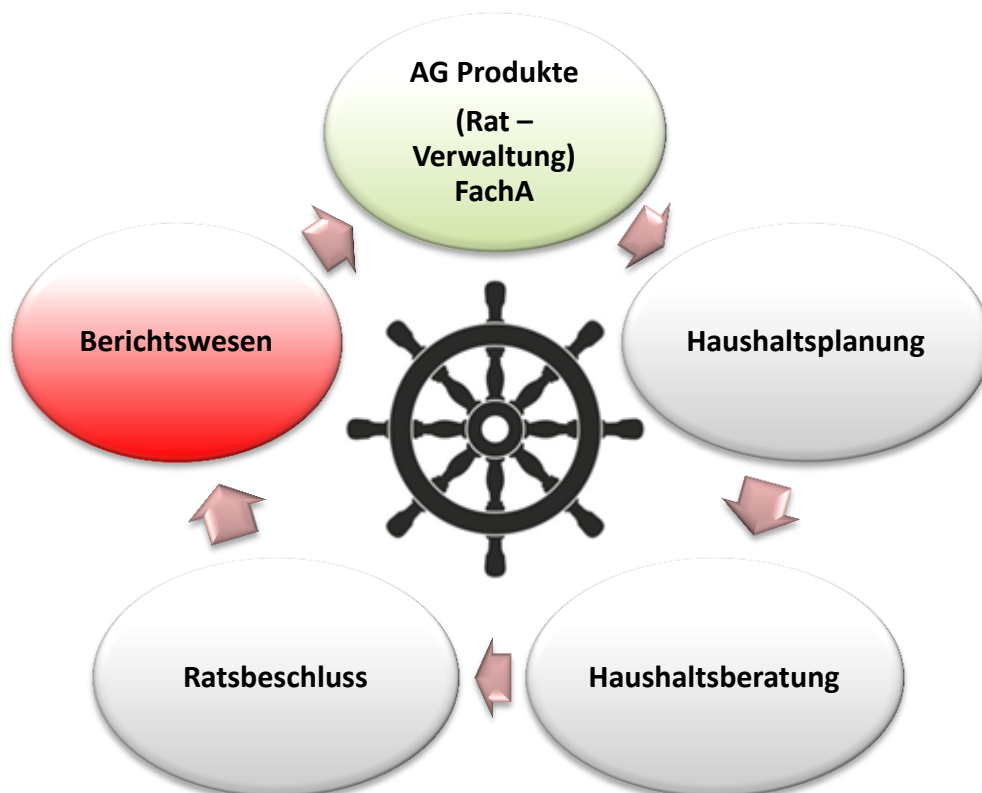 AG Produkte
(Rat –
Verwaltung)
FachA
Berichtswesen
Haushaltsplanung
Ratsbeschluss
Haushaltsberatung